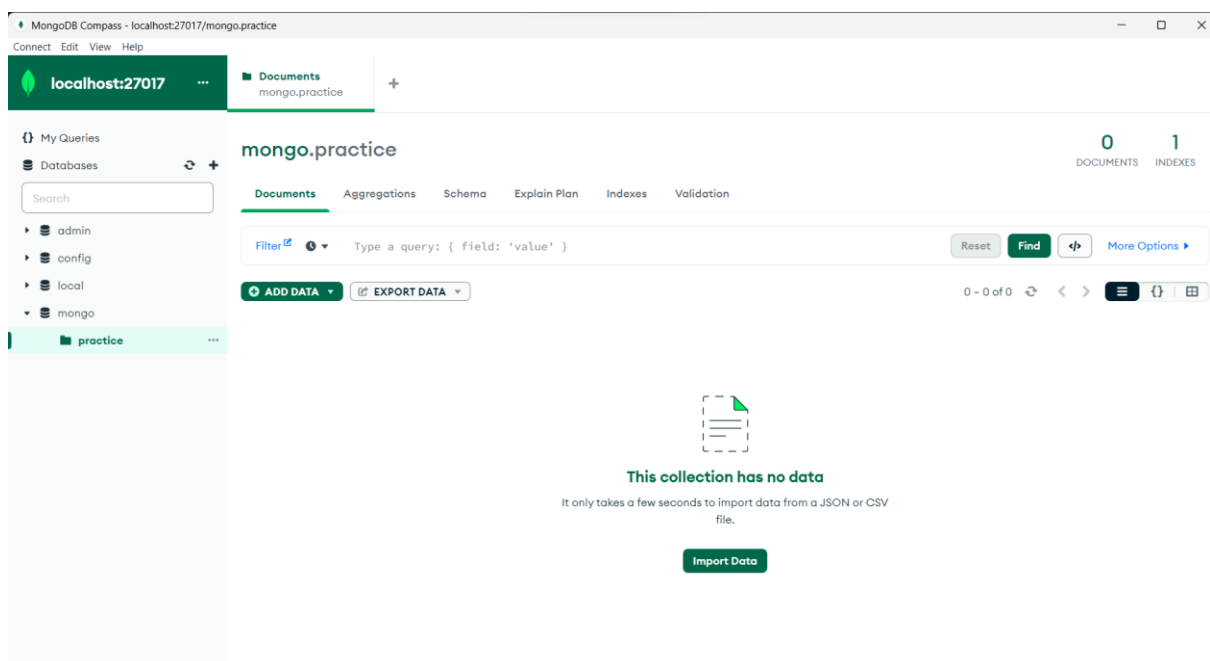 MongoDB Compass - localhost:27017/mongo.practice
Connect Edit View Help
localhost:27017 ...
Documents
mongo.practice
+
{} My Queries
Databases
Search
admin
config
local
mongo
practice
mongo.practice
0
DOCUMENTS
1
INDEXES
Documents Aggregations Schema Explain Plan Indexes Validation
Filter Type a query: { field: 'value' } Reset Find </> More Options
ADD DATA EXPORT DATA 0 – 0 of 0 {}
This collection has no data
It only takes a few seconds to import data from a JSON or CSV
file.
Import Data